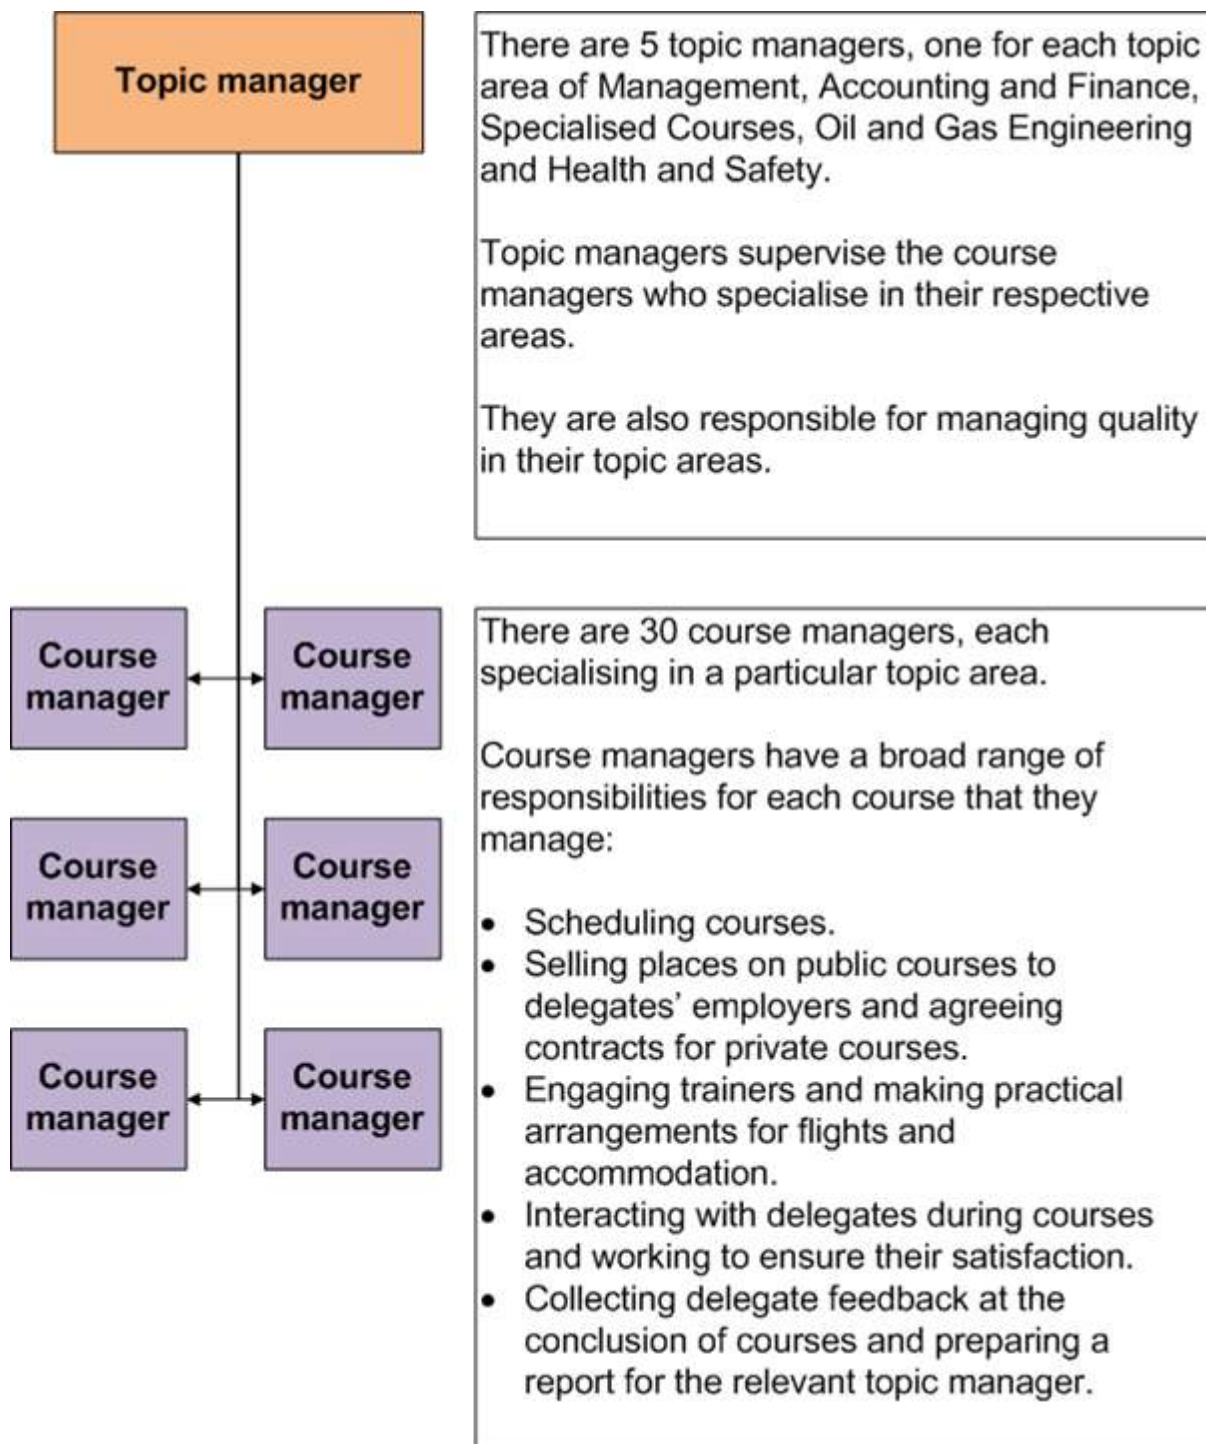 Topic manager
There are 5 topic managers, one for each topic
area of Management, Accounting and Finance,
Specialised Courses, Oil and Gas Engineering
and Health and Safety.
Topic managers supervise the course
managers who specialise in their respective
areas.
They are also responsible for managing quality
in their topic areas.
Course
manager
Course
manager
Course
manager
Course
manager
Course
manager
Course
manager
There are 30 course managers, each
specialising in a particular topic area.
Course managers have a broad range of
responsibilities for each course that they
manage:
• Scheduling courses.
• Selling places on public courses to
delegates’ employers and agreeing
contracts for private courses.
• Engaging trainers and making practical
arrangements for flights and
accommodation.
• Interacting with delegates during courses
and working to ensure their satisfaction.
• Collecting delegate feedback at the
conclusion of courses and preparing a
report for the relevant topic manager.